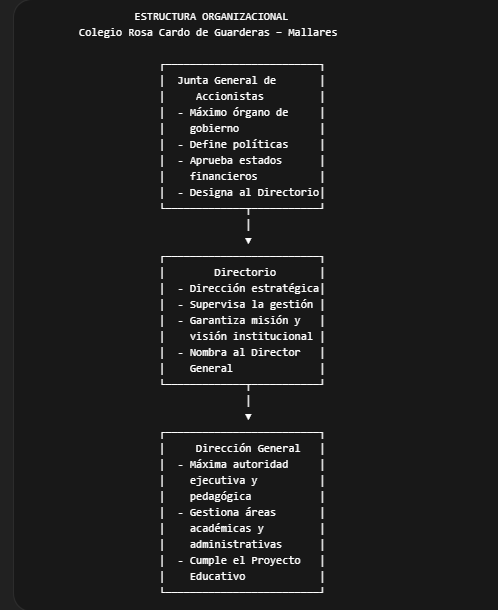 ESTRUCTURA ORGANIZACIONAL
Colegio Rosa Cardo de Guarderas – Mallares
Junta General de
Accionistas
- Máximo órgano de
gobierno
- Define políticas
- Aprueba estados
financieros
- Designa al Directorio
Directorio
- Dirección estratégica
- Supervisa la gestión
- Garantiza misión y
visión institucional
- Nombra al Director
General
Dirección General
- Máxima autoridad
ejecutiva y
pedagógica
- Gestiona áreas
académicas y
administrativas
- Cumple el Proyecto
Educativo